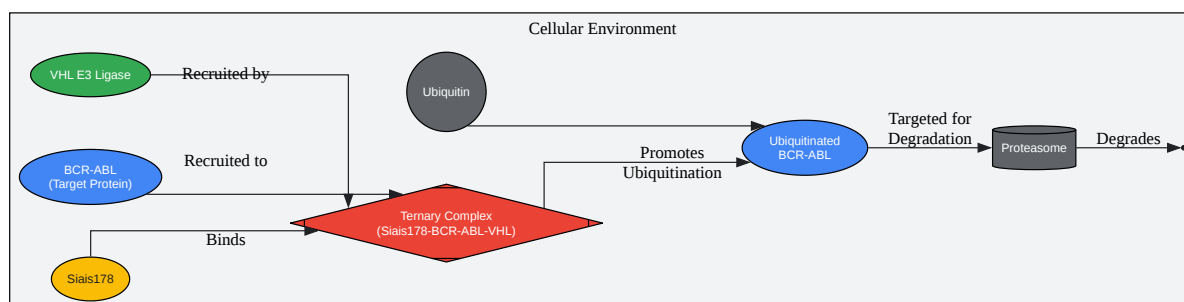 Cellular Environment
VHL E3 Ligase
Recruited by
Ubiquitin
BCR-ABL
(Target Protein)
Recruited to
Promotes
Ubiquitination
Ubiquitinated
BCR-ABL
Targeted for
Degradation
Proteasome
Degrades
Ternary Complex
(Siais178-BCR-ABL-VHL)
Binds
Siais178